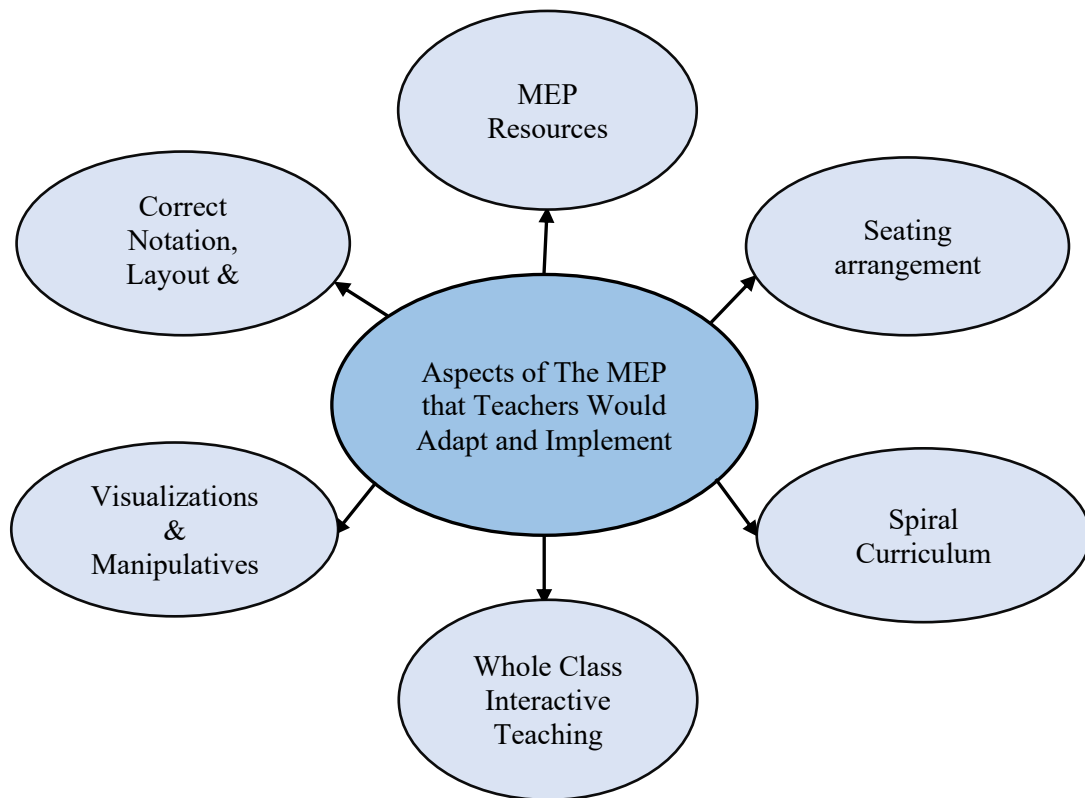 MEP
Resources
Correct
Notation,
Layout &
Seating
arrangement
Aspects of The MEP
that Teachers Would
Adapt and Implement
Visualizations
&
Manipulatives
Spiral
Curriculum
Whole Class
Interactive
Teaching